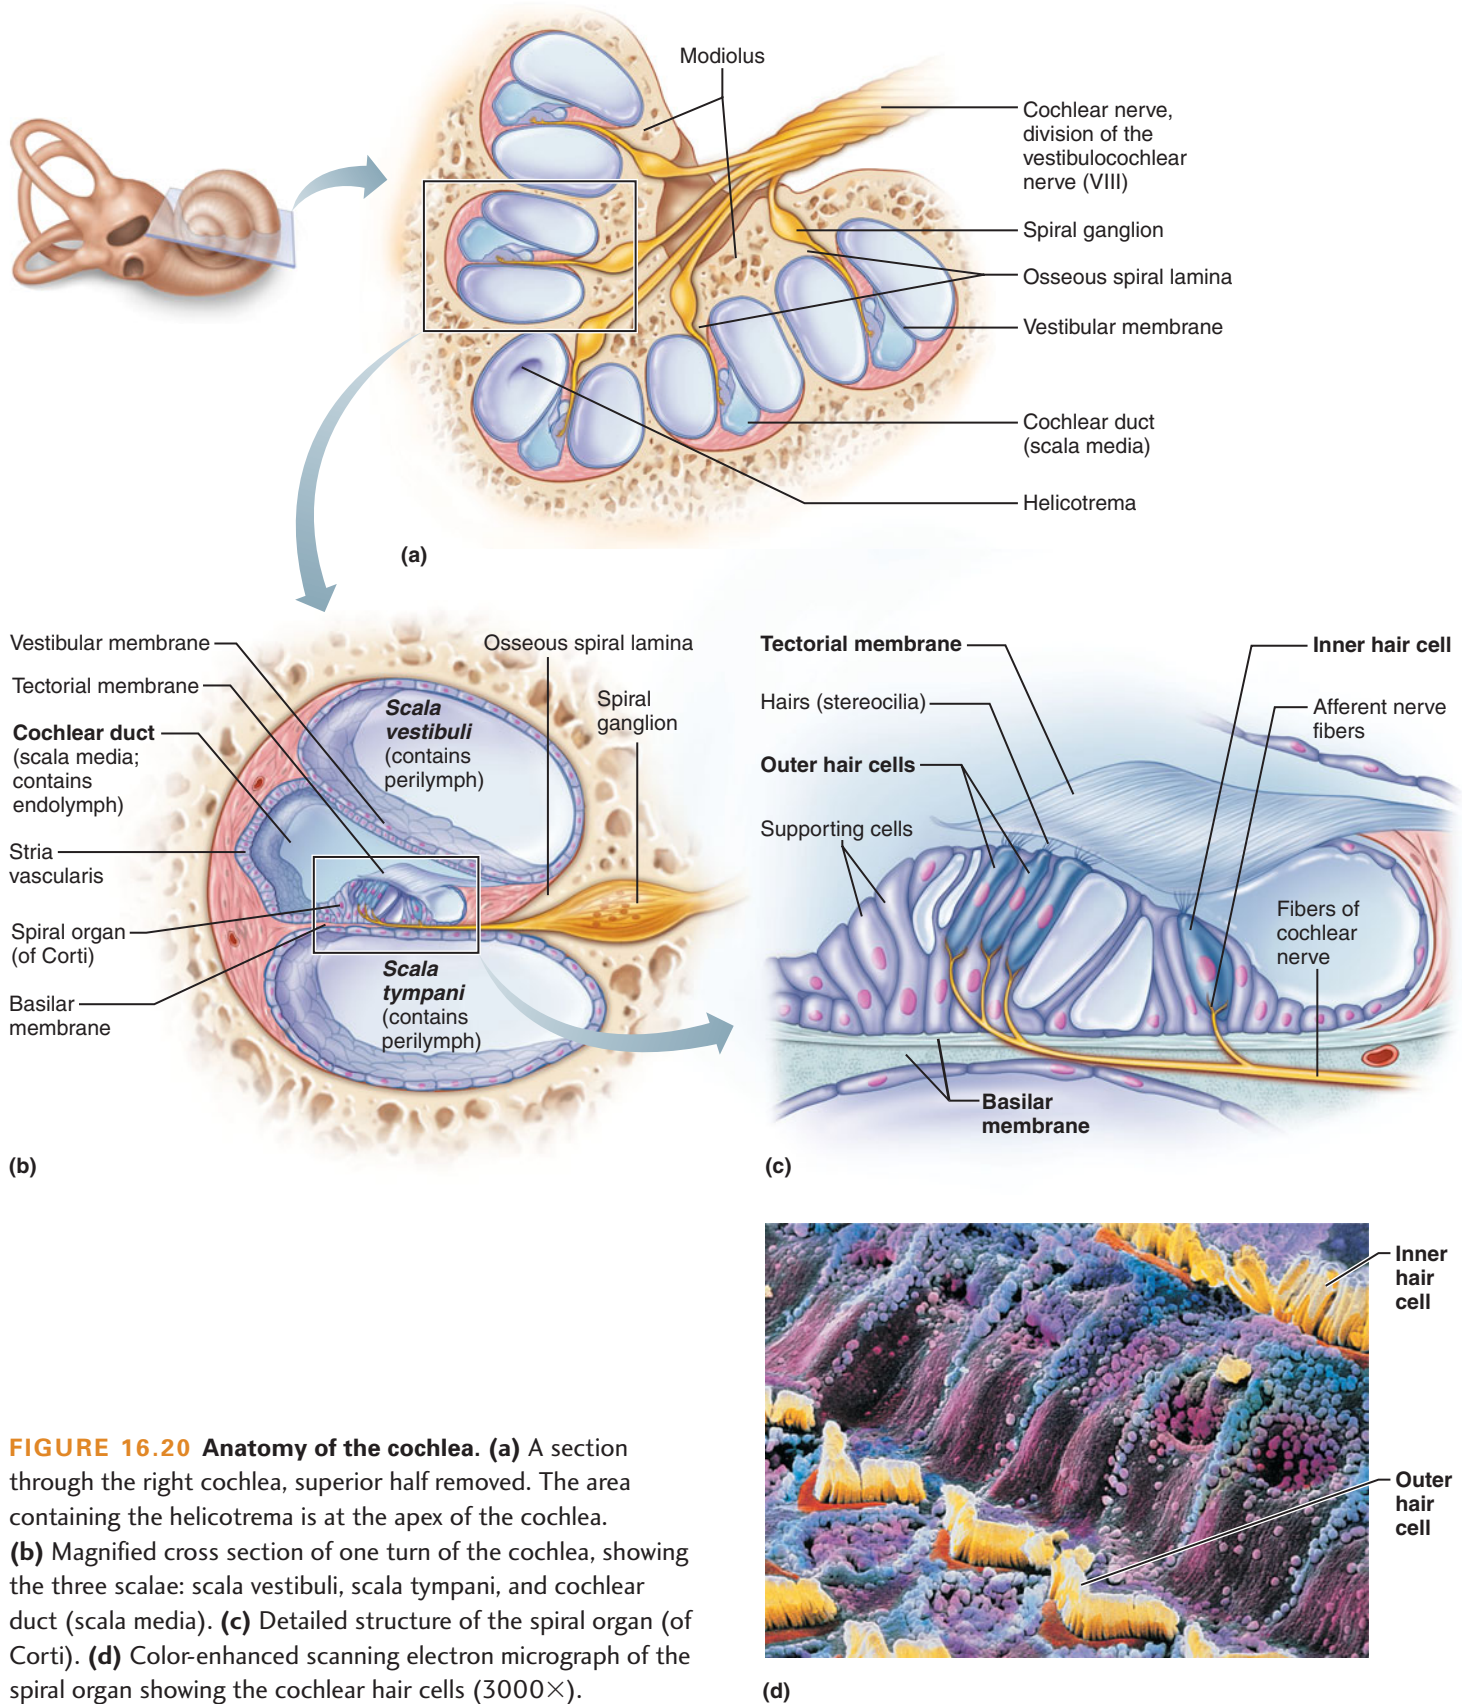 Modiolus
Cochlear nerve,
division of the
vestibulocochlear
nerve (VIII)
Spiral ganglion
Osseous spiral lamina
Vestibular membrane
Cochlear duct
(scala media)
Helicotrema
(a)
Vestibular membrane
Tectorial membrane
Cochlear duct
(scala media;
contains
endolymph)
Stria
vascularis
Spiral organ
(of Corti)
Basilar
membrane
Osseous spiral lamina
Spiral
ganglion
Scala
vestibuli
(contains
perilymph)
Scala
tympani
(contains
perilymph)
(b)
Tectorial membrane
Hairs (stereocilia)
Outer hair cells
Supporting cells
Inner hair cell
Afferent nerve
fibers
Fibers of
cochlear
nerve
Basilar
membrane
(c)
Inner
hair
cell
Outer
hair
cell
(d)
FIGURE 16.20 Anatomy of the cochlea. (a) A section
through the right cochlea, superior half removed. The area
containing the helicotrema is at the apex of the cochlea.
(b) Magnified cross section of one turn of the cochlea, showing
the three scalae: scala vestibuli, scala tympani, and cochlear
duct (scala media). (c) Detailed structure of the spiral organ (of
Corti). (d) Color-enhanced scanning electron micrograph of the
spiral organ showing the cochlear hair cells (3000×).